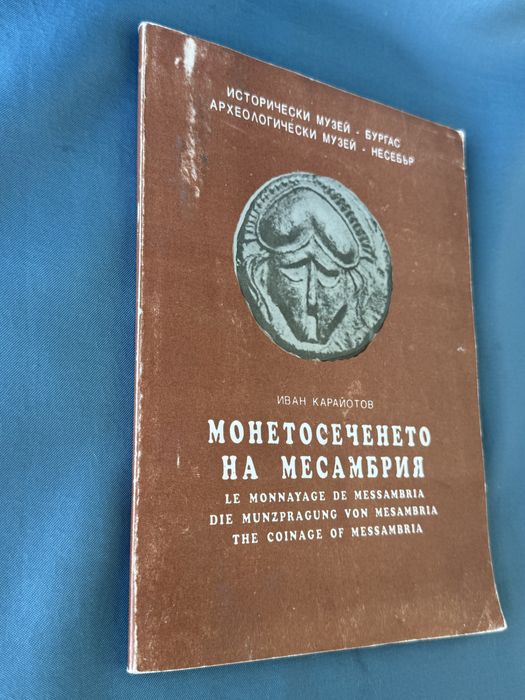 ИСТОРИЧЕСКИ МУЗЕЙ - БУРГАС
АРХЕОЛОГИЧЕСКИ МУЗЕЙ - НЕСЕБЪР
ИВАН КАРАЙОТОВ
МОНЕТОСЕЧЕНЕТО
НА МЕСАМБРИЯ
LE MONNAYAGE DE MESSAMBRIA
DIE MUNZPRAGUNG VON MESAMBRIA
THE COINAGE OF MESSAMBRIA